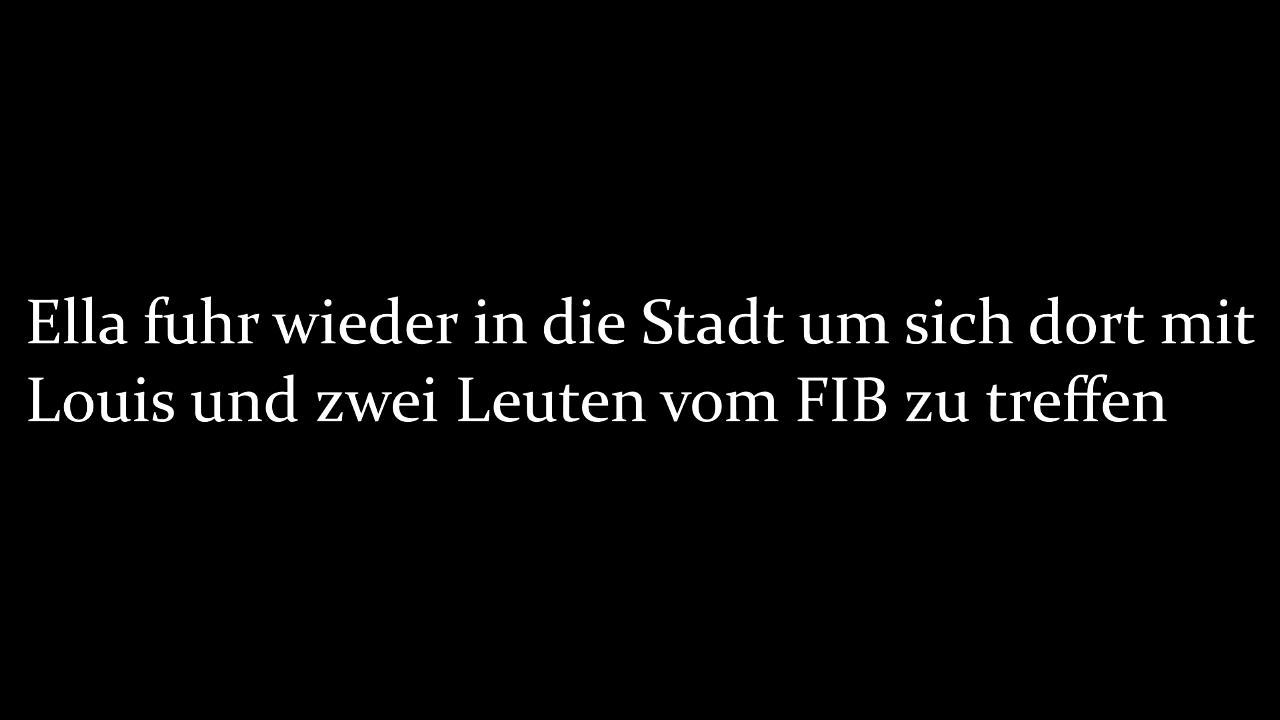 Ella fuhr wieder in die Stadt um sich dort mit
Louis und zwei Leuten vom FIB zu treffen